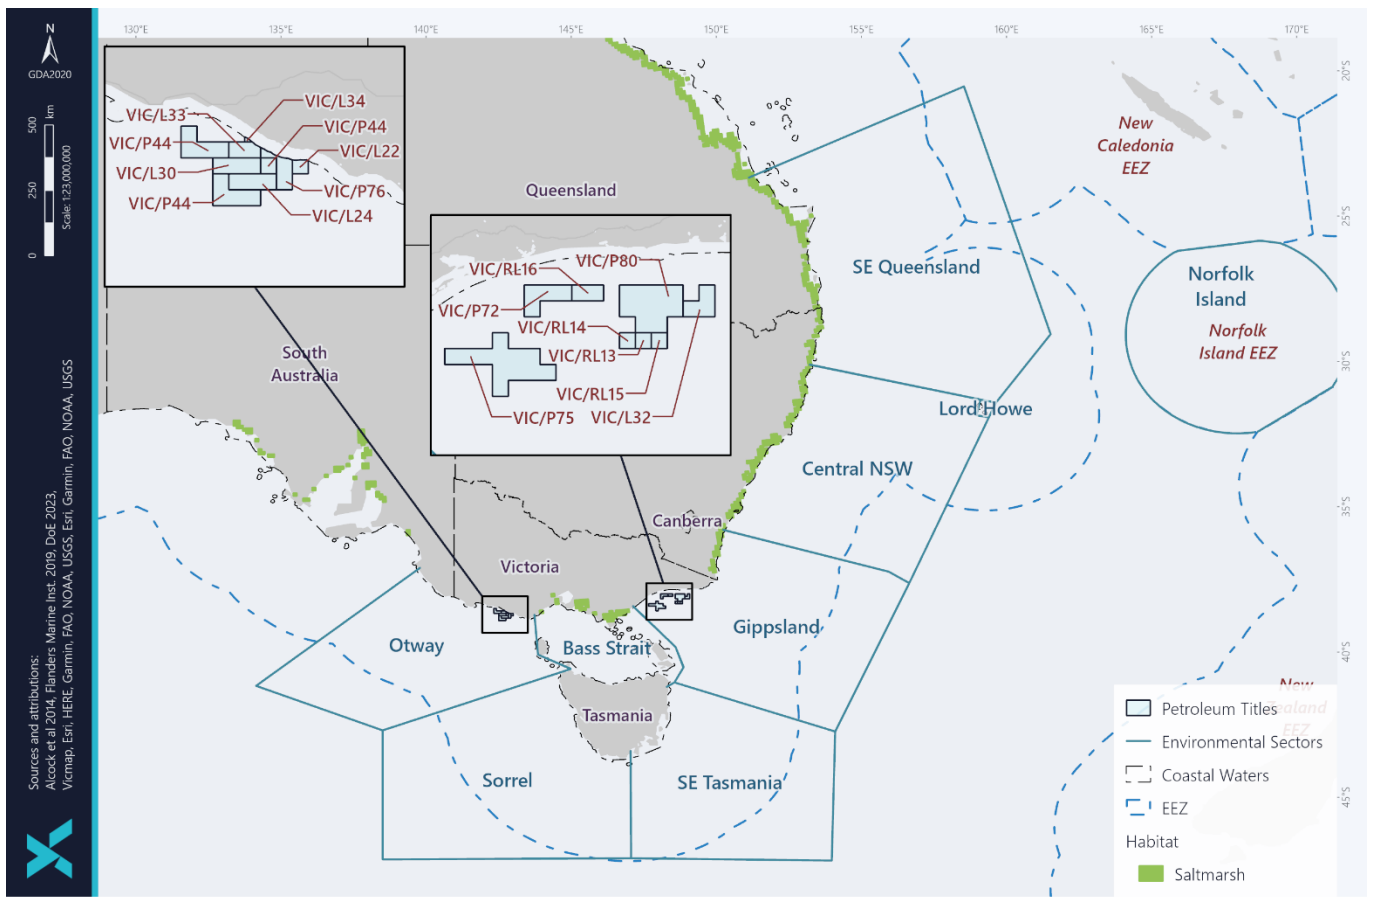 N
GDA2020
km
500
250
0
Scale: 1:23,000,000
Sources and attributions:
Alcock et al 2014, Flanders Marine Inst. 2019, DoE 2023,
Vicmap, Esri, HERE, Garmin, FAO, NOAA, USGS, Esri, Garmin, FAO, NOAA, USGS
130°E
135°E
140°E
145°E
150°E
155°E
160°E
165°E
170°E
20°S
25°S
30°S
35°S
40°S
45°S
VIC/L33
VIC/L34
VIC/P44
VIC/P44
VIC/L22
VIC/L30
VIC/P76
VIC/P44
VIC/L24
VIC/RL16
VIC/P80
VIC/P72
VIC/RL14
VIC/RL13
VIC/RL15
VIC/P75
VIC/L32
Queensland
South
Australia
Canberra
Victoria
Tasmania
New
Caledonia
EEZ
SE Queensland
Norfolk
Island
Norfolk
Island EEZ
Lord Howe
Central NSW
Gippsland
Otway
Bass Strait
Sorrel
SE Tasmania
New
Zealand
EEZ
Petroleum Titles
Environmental Sectors
Coastal Waters
EEZ
Habitat
Saltmarsh